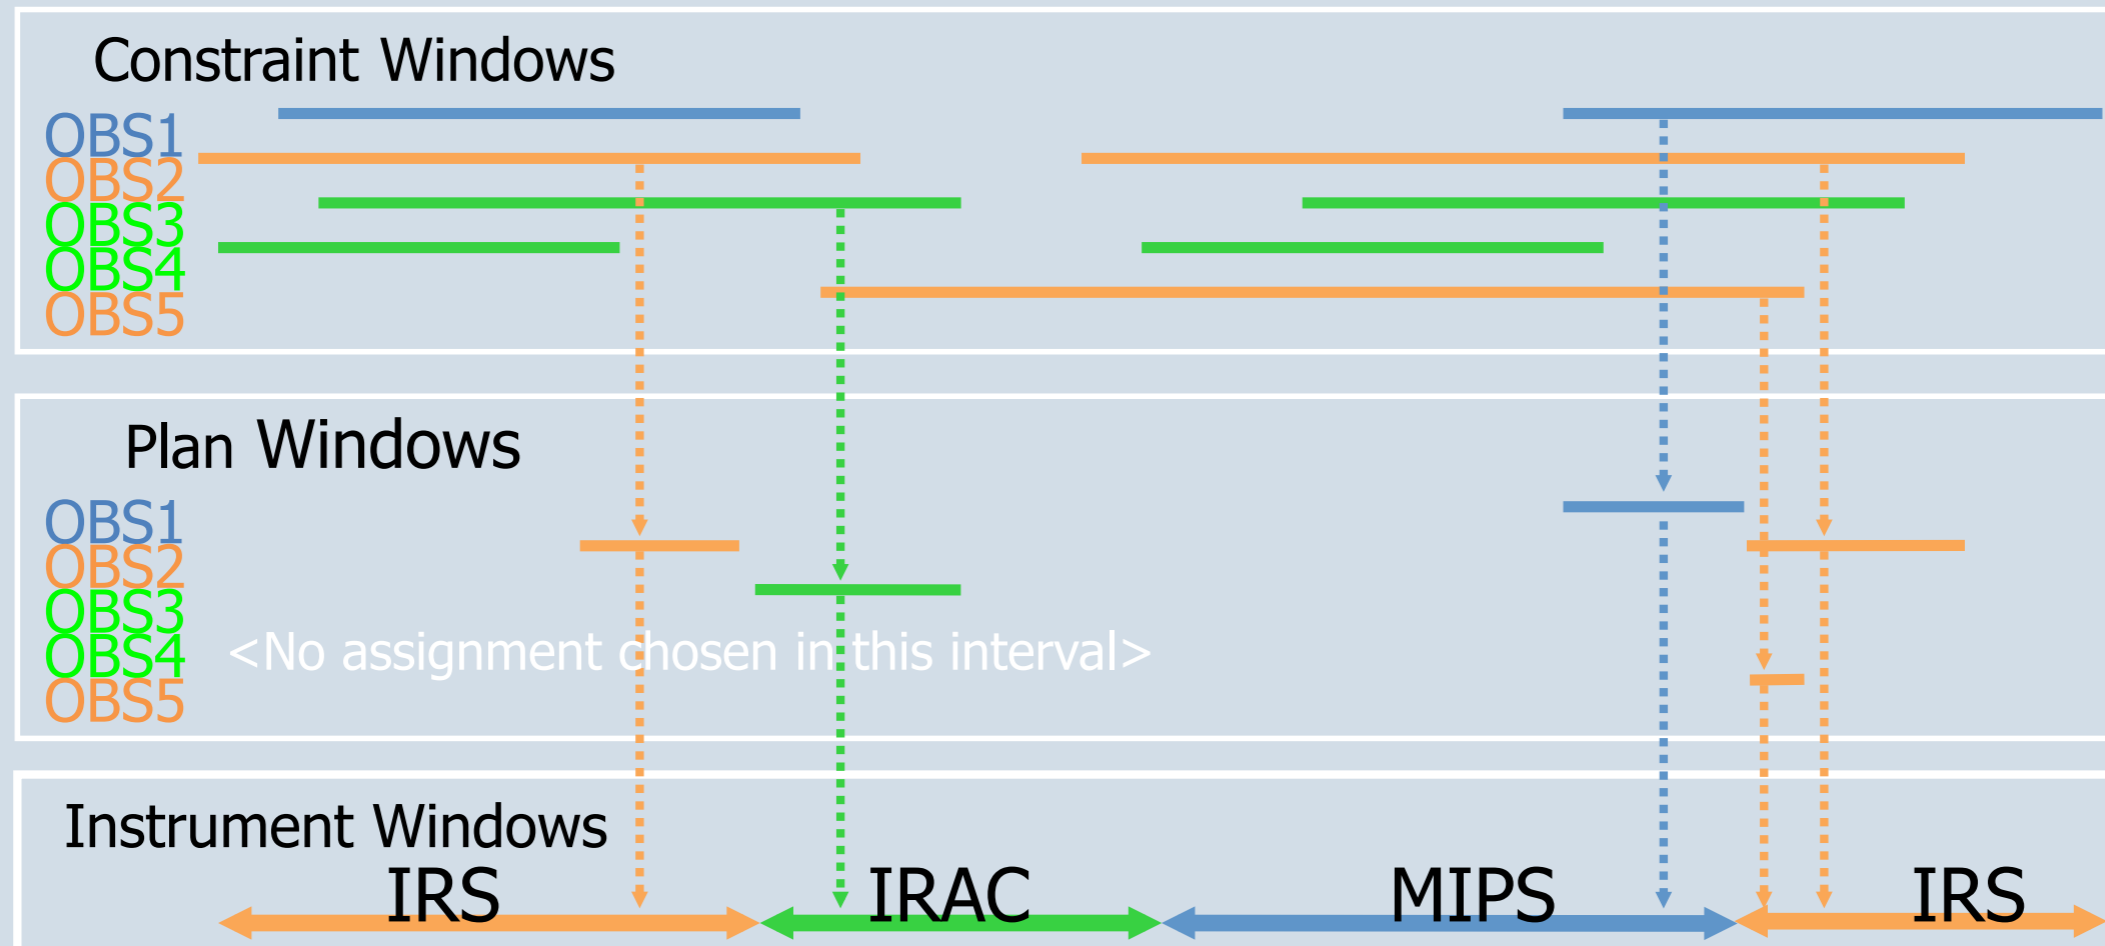 Constraint Windows
OBS1
OBS2
OBS3
OBS4
OBS5
Plan Windows
OBS1
OBS2
OBS3
OBS4 <No assignment chosen in this interval>
OBS5
Instrument Windows
IRS IRAC MIPS IRS